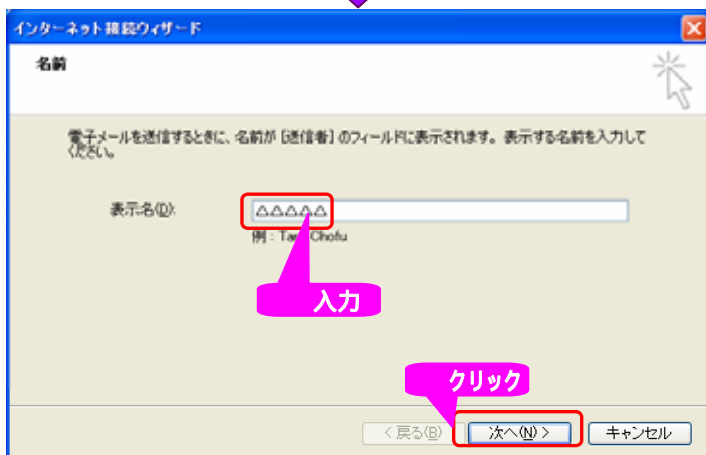 インターネット接続ウィザード
名前
電子メールを送信するときに、名前が [送信者] のフィールドに表示されます。表示する名前を入力して
ください。
表示名(D):
△△△△△
例 : Chofu
入力
クリック
< 戻る(B)
次へ(N) >
キャンセル